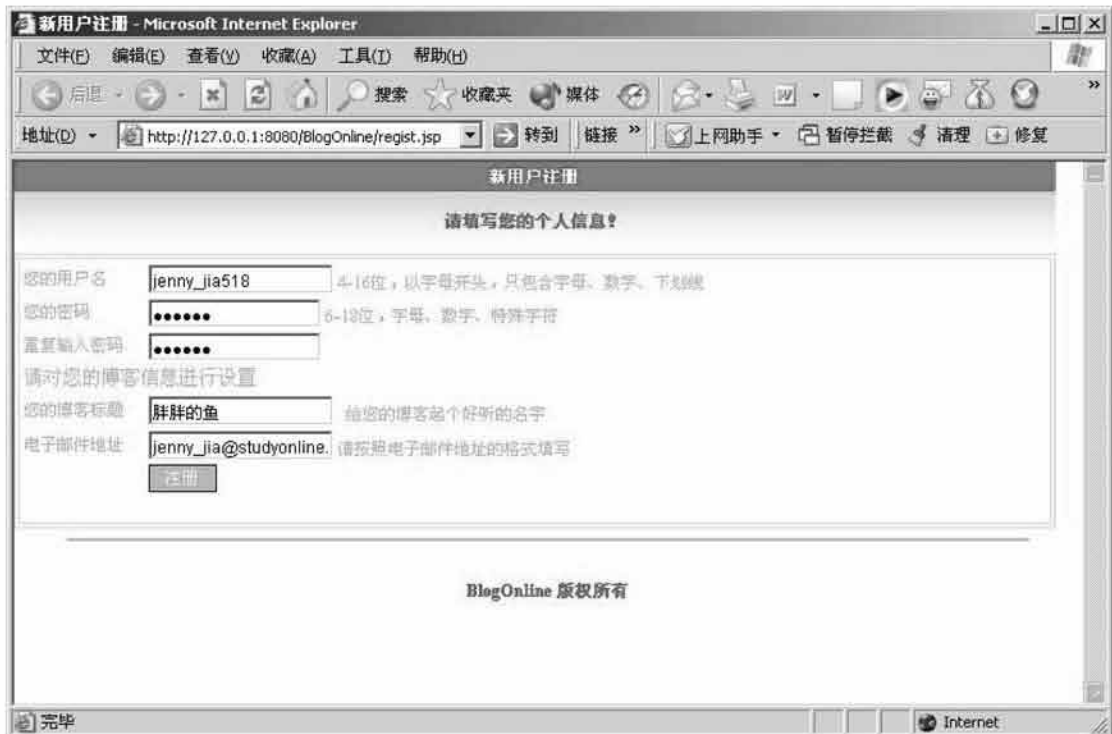 新用户注册 - Microsoft Internet Explorer
文件(F) 编辑(E) 查看(V) 收藏(A) 工具(T) 帮助(H)
后退 搜索 收藏夹 媒体 »
地址(D) http://127.0.0.1:8080/BlogOnline/regist.jsp 转到 链接 » 上网助手 暂停拦截 清理 修复
新用户注册
请填写您的个人信息!
您的用户名 jenny_jia518 4-16位，以字母开头，只包含字母、数字、下划线
您的密码 •••••• 6-18位，字母、数字、特殊字符
重复输入密码 ••••••
请对您的博客信息进行设置
您的博客标题 胖胖的鱼 给您的博客起个好听的名字
电子邮件地址 jenny_jia@studyonline. 请按照电子邮件地址的格式填写
注册
BlogOnline 版权所有
完毕 Internet